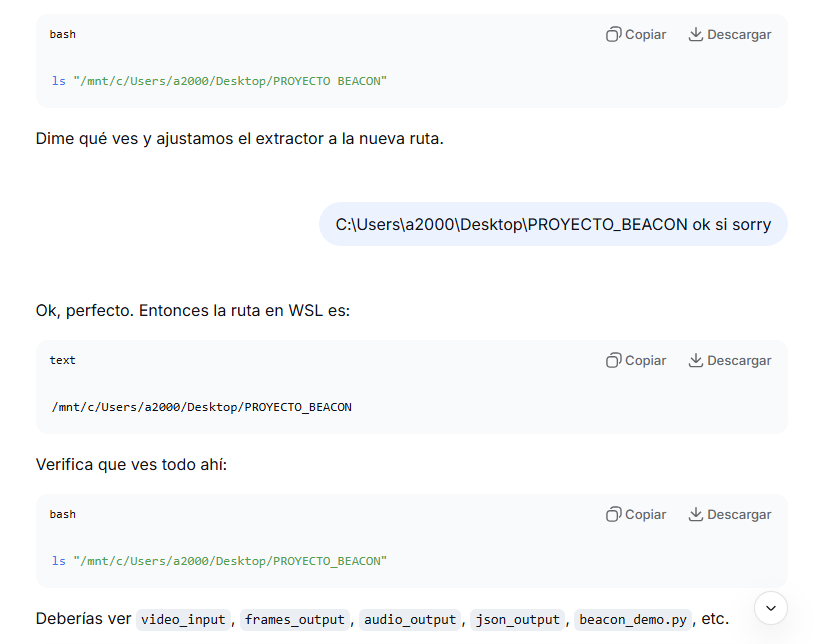 bash
Copiar
Descargar
ls "/mnt/c/Users/a2000/Desktop/PROYECTO BEACON"
Dime qué ves y ajustamos el extractor a la nueva ruta.
C:\Users\a2000\Desktop\PROYECTO_BEACON ok si sorry
Ok, perfecto. Entonces la ruta en WSL es:
text
Copiar
Descargar
/mnt/c/Users/a2000/Desktop/PROYECTO_BEACON
Verifica que ves todo ahí:
bash
Copiar
Descargar
ls "/mnt/c/Users/a2000/Desktop/PROYECTO_BEACON"
Deberías ver video_input, frames_output, audio_output, json_output, beacon_demo.py, etc.